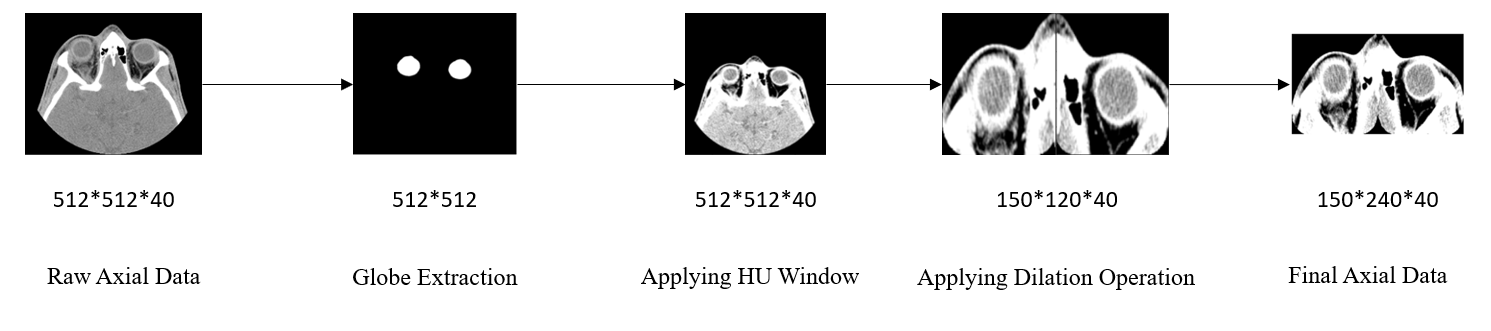 512*512*40
512*512
512*512*40
150*120*40
150*240*40
Raw Axial Data
Globe Extraction
Applying HU Window
Applying Dilation Operation
Final Axial Data